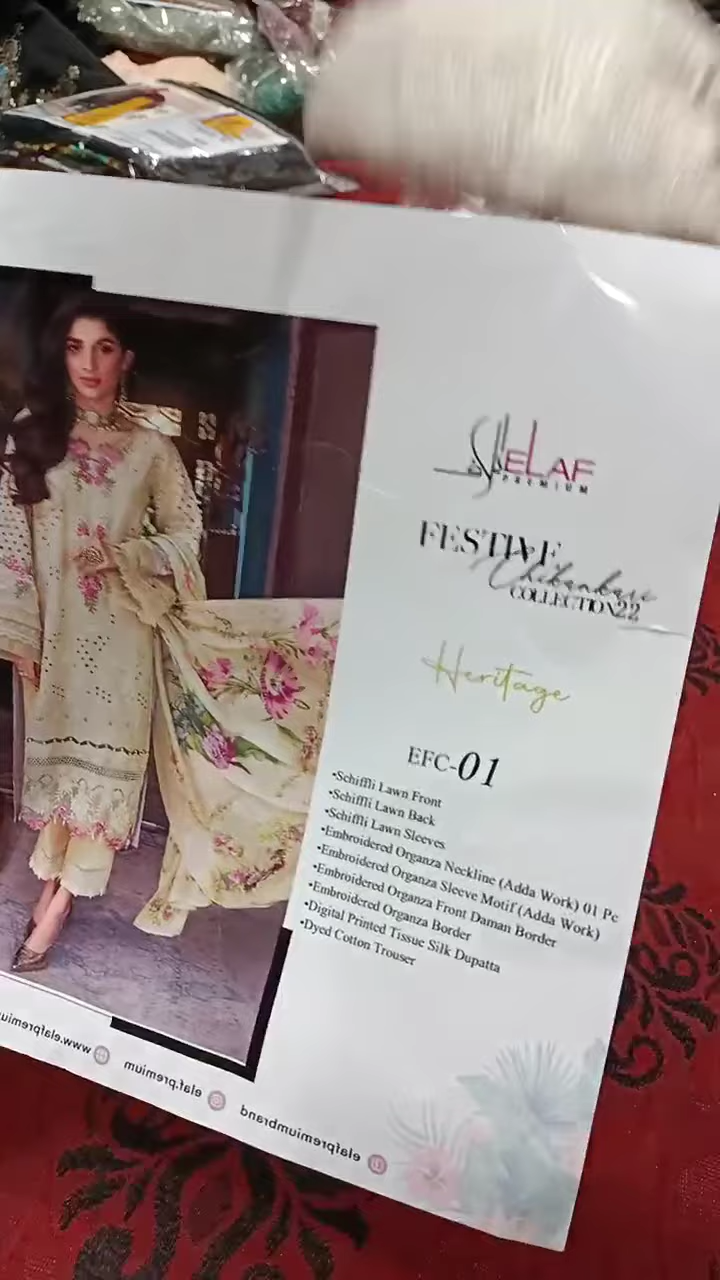 ELAF
PREMIUM
FESTIVE
Chikankari
COLLECTION 22
Heritage
EFC-01
•Schiffli Lawn Front
•Schiffli Lawn Back
•Schiffli Lawn Sleeves
•Embroidered Organza Neckline (Adda Work) 01 Pc
•Embroidered Organza Sleeve Motif (Adda Work)
•Embroidered Organza Front Daman Border
•Embroidered Organza Border
•Digital Printed Tissue Silk Dupatta
•Dyed Cotton Trouser
elafpremiumbrand elaf.premium www.elafpremiu